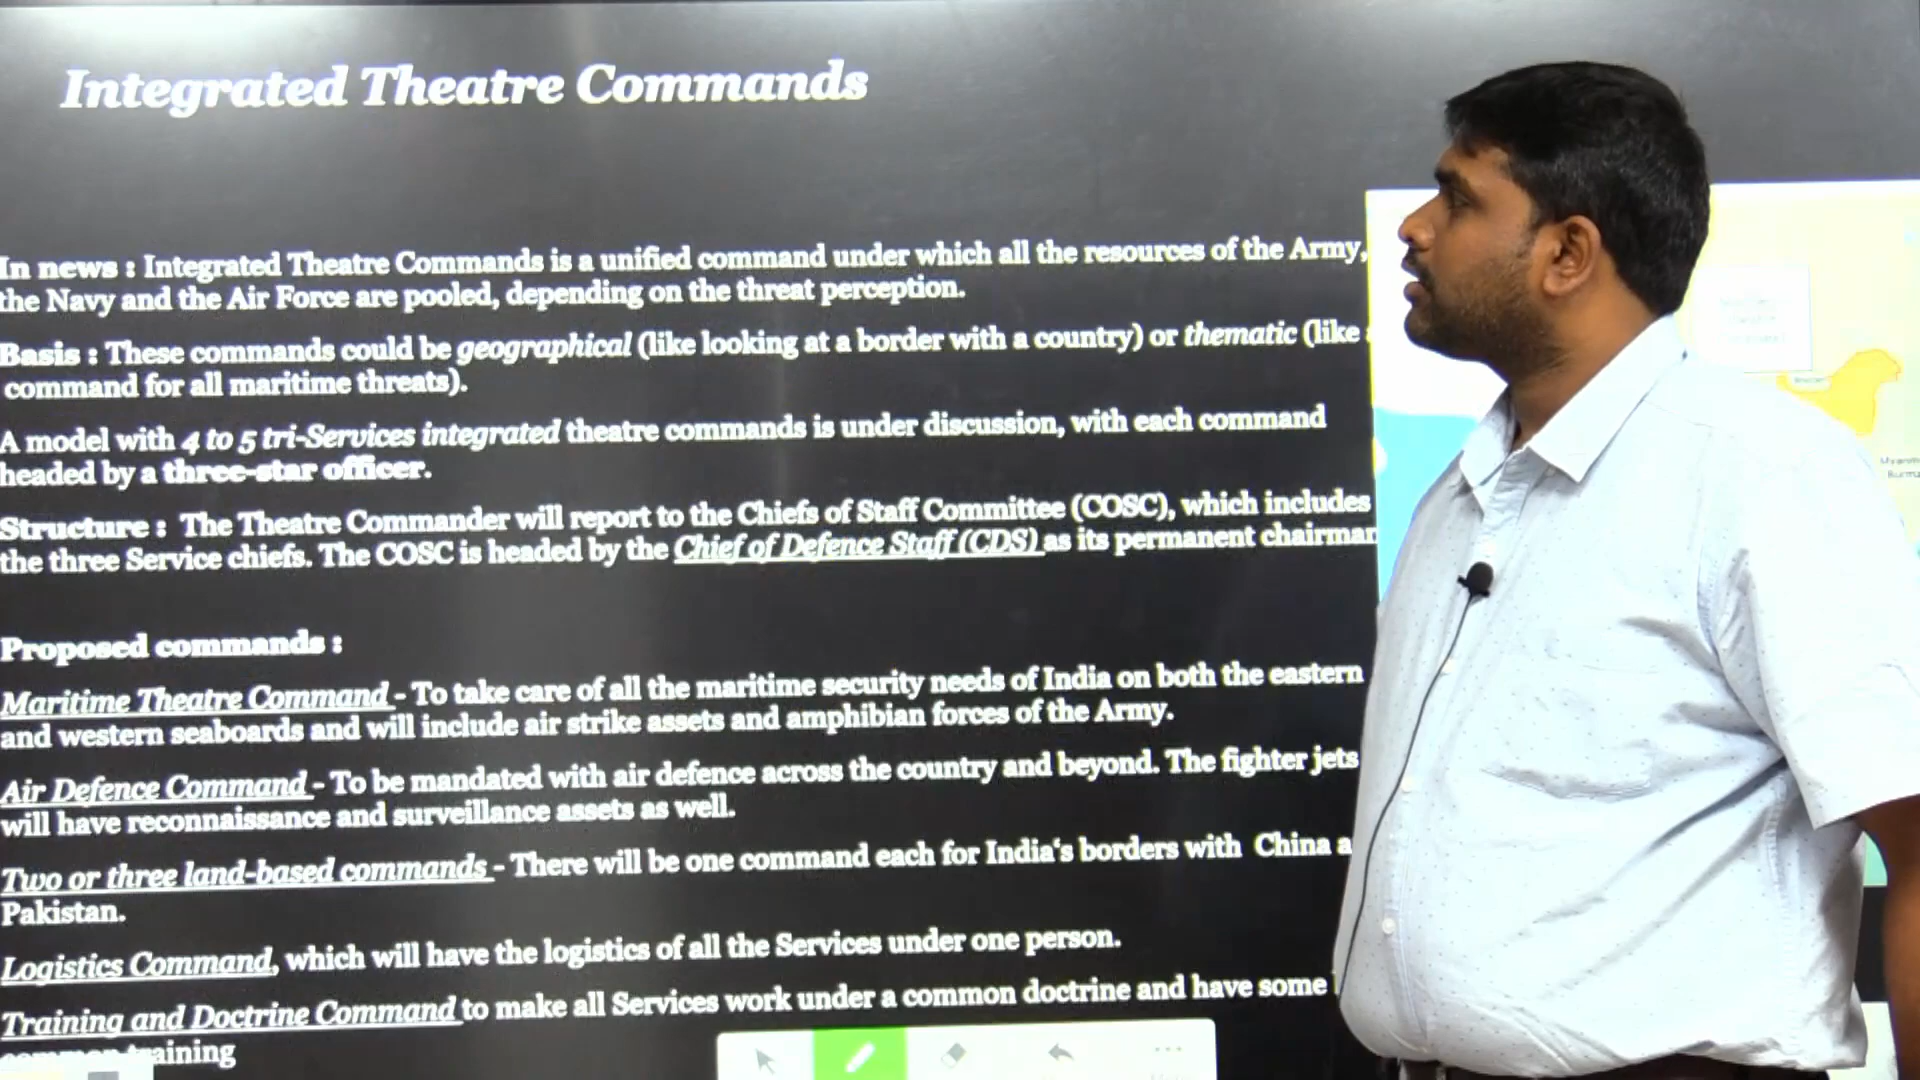 Integrated Theatre Commands
In news : Integrated Theatre Commands is a unified command under which all the resources of the Army,
the Navy and the Air Force are pooled, depending on the threat perception.
Basis : These commands could be geographical (like looking at a border with a country) or thematic (like
command for all maritime threats).
A model with 4 to 5 tri-Services integrated theatre commands is under discussion, with each command
headed by a three-star officer.
Structure : The Theatre Commander will report to the Chiefs of Staff Committee (COSC), which includes
the three Service chiefs. The COSC is headed by the Chief of Defence Staff (CDS) as its permanent chairman
Proposed commands :
Maritime Theatre Command - To take care of all the maritime security needs of India on both the eastern
and western seaboards and will include air strike assets and amphibian forces of the Army.
Air Defence Command - To be mandated with air defence across the country and beyond. The fighter jets
will have reconnaissance and surveillance assets as well.
Two or three land-based commands - There will be one command each for India's borders with China a
Pakistan.
Logistics Command, which will have the logistics of all the Services under one person.
Training and Doctrine Command to make all Services work under a common doctrine and have some
common training